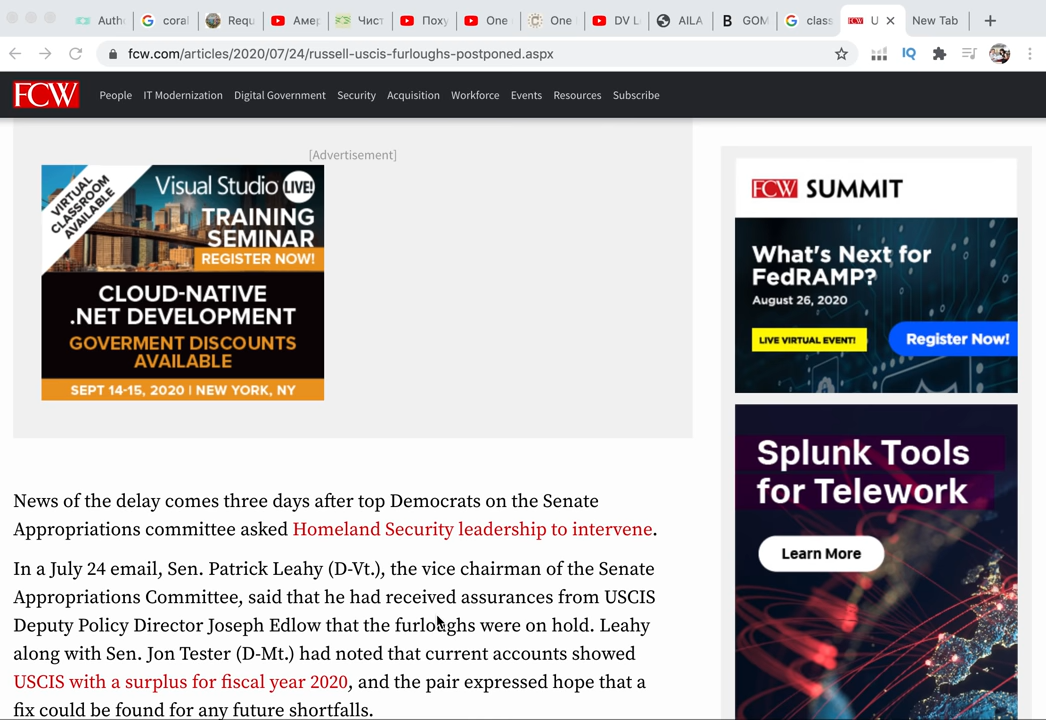 Auth
coral
Requ
Амер
Чист
Поху
One
One
DV L
AILA
B GOM
class
FCW U
New Tab
fcw.com/articles/2020/07/24/russell-uscis-furloughs-postponed.aspx
IQ
FCW People IT Modernization Digital Government Security Acquisition Workforce Events Resources Subscribe
[Advertisement]
VIRTUAL
CLASSROOM
AVAILABLE
Visual Studio LIVE!
TRAINING
SEMINAR
REGISTER NOW!
CLOUD-NATIVE
.NET DEVELOPMENT
GOVERMENT DISCOUNTS
AVAILABLE
SEPT 14-15, 2020 | NEW YORK, NY
News of the delay comes three days after top Democrats on the Senate
Appropriations committee asked Homeland Security leadership to intervene.
In a July 24 email, Sen. Patrick Leahy (D-Vt.), the vice chairman of the Senate
Appropriations Committee, said that he had received assurances from USCIS
Deputy Policy Director Joseph Edlow that the furloughs were on hold. Leahy
along with Sen. Jon Tester (D-Mt.) had noted that current accounts showed
USCIS with a surplus for fiscal year 2020, and the pair expressed hope that a
fix could be found for any future shortfalls.
FCW SUMMIT
What's Next for
FedRAMP?
August 26, 2020
LIVE VIRTUAL EVENT!
Register Now!
Splunk Tools
for Telework
Learn More